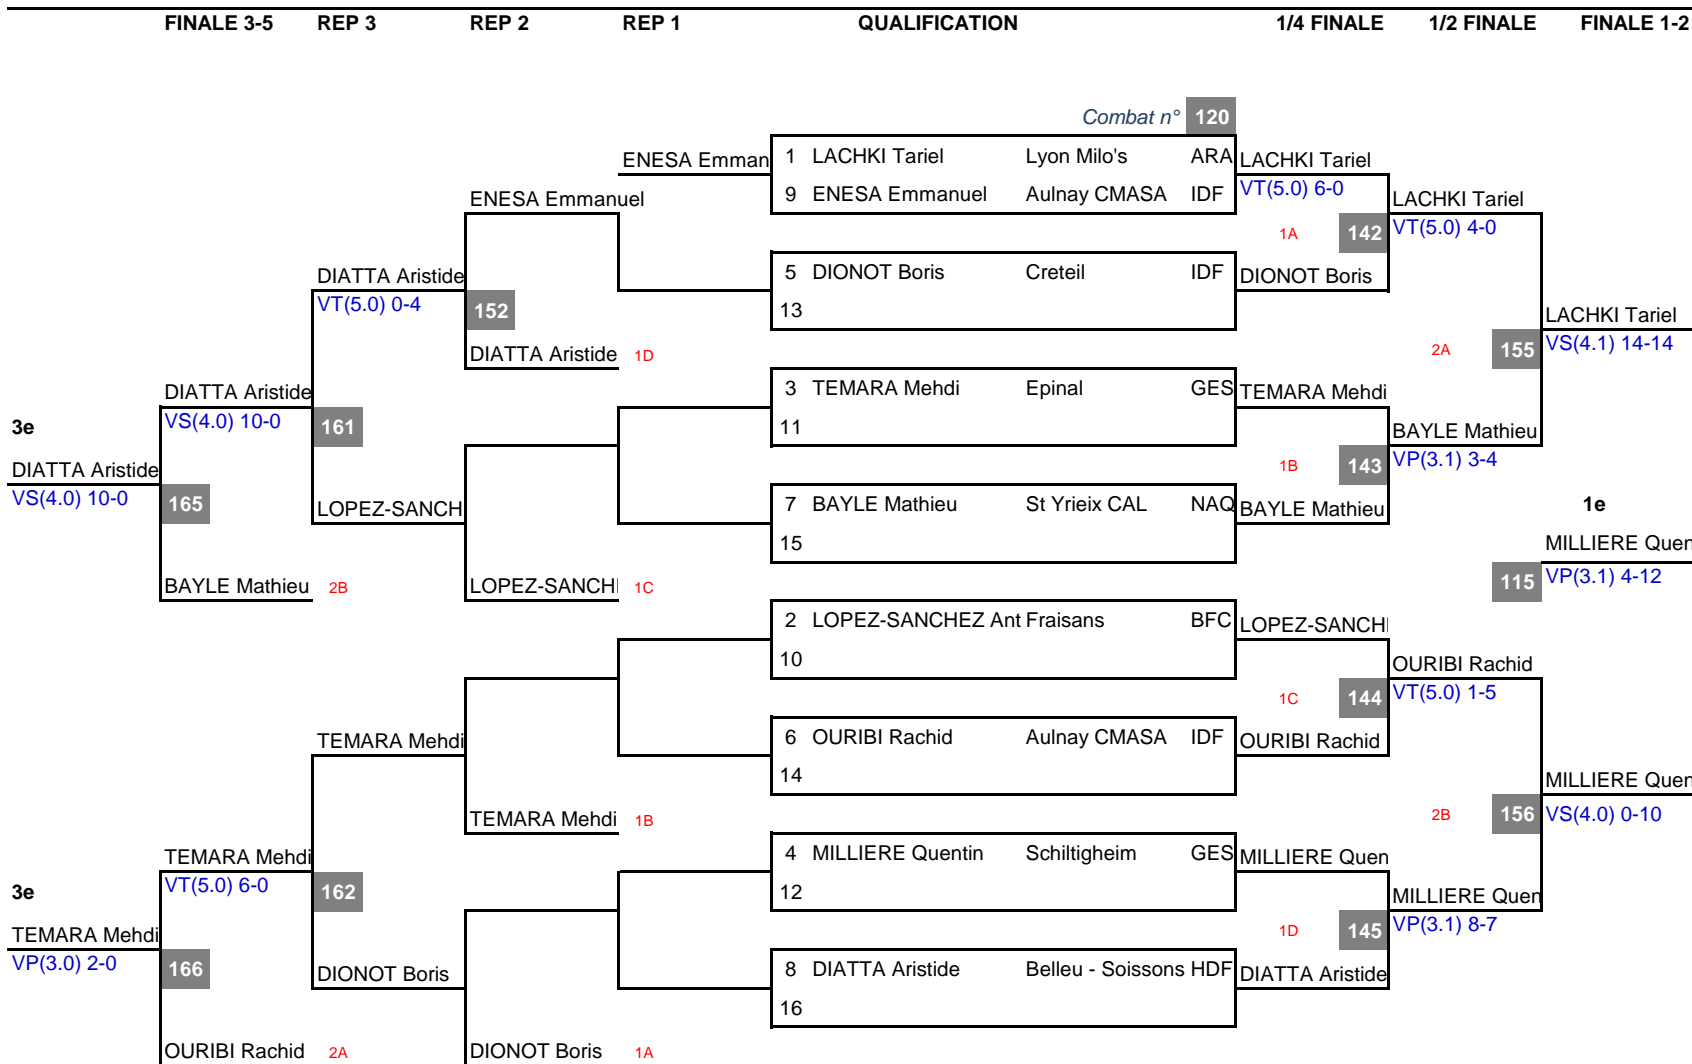 FINALE 3-5 REP 3 REP 2 REP 1 QUALIFICATION 1/4 FINALE 1/2 FINALE FINALE 1-2
Combat n° 120
ENESA Emman 1 LACHKI Tariel Lyon Milo's ARA LACHKI Tariel
ENESA Emmanuel 9 ENESA Emmanuel Aulnay CMASA IDF VT(5.0) 6-0 LACHKI Tariel
1A 142 VT(5.0) 4-0
DIATTA Aristide 5 DIONOT Boris Creteil IDF DIONOT Boris
VT(5.0) 0-4 152 13 LACHKI Tariel
DIATTA Aristide 1D 2A 155 VS(4.1) 14-14
DIATTA Aristide 3 TEMARA Mehdi Epinal GES TEMARA Mehdi
3e VS(4.0) 10-0 161 11 BAYLE Mathieu
DIATTA Aristide 1B 143 VP(3.1) 3-4
VS(4.0) 10-0 165 LOPEZ-SANCH 7 BAYLE Mathieu St Yrieix CAL NAQ BAYLE Mathieu 1e
15 MILLIERE Quen
BAYLE Mathieu 2B LOPEZ-SANCH 1C 115 VP(3.1) 4-12
2 LOPEZ-SANCHEZ Ant Fraisans BFC LOPEZ-SANCH
10 OURIBI Rachid
1C 144 VT(5.0) 1-5
TEMARA Mehdi 6 OURIBI Rachid Aulnay CMASA IDF OURIBI Rachid
14 MILLIERE Quen
TEMARA Mehdi 1B 2B 156 VS(4.0) 0-10
TEMARA Mehdi 4 MILLIERE Quentin Schiltigheim GES MILLIERE Quen
3e VT(5.0) 6-0 162 12 MILLIERE Quen
TEMARA Mehdi 1D 145 VP(3.1) 8-7
VP(3.0) 2-0 166 DIONOT Boris 8 DIATTA Aristide Belleu - Soissons HDF DIATTA Aristide
16
OURIBI Rachid 2A DIONOT Boris 1A